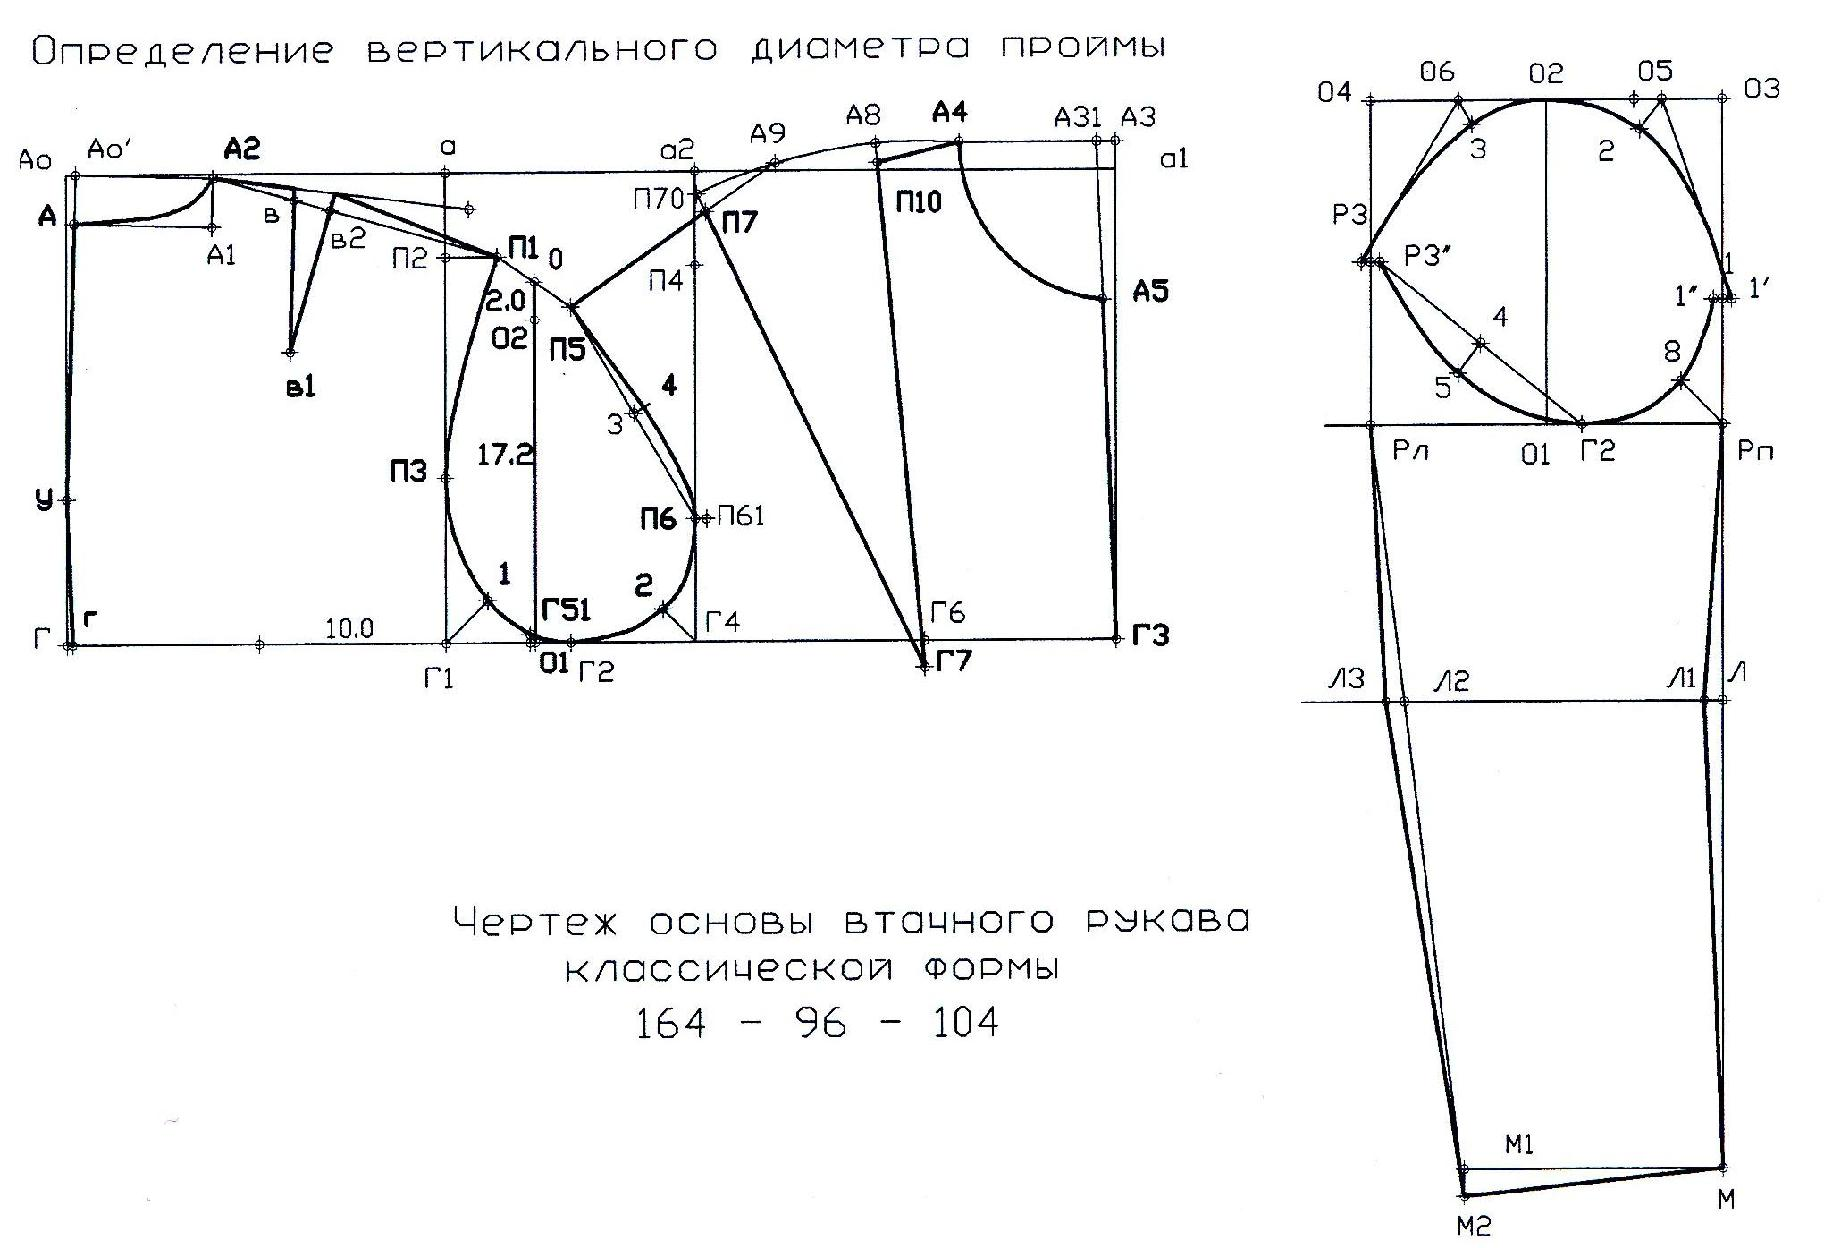 Определение вертикального диаметра проймы
Ао
Ао'
А2
а
а2
А9
А8
А4
А31
А3
а1
А
А1
в
в2
П2
П1
0
П70
П7
П10
П4
А5
2.0
О2
П5
в1
4
3
17.2
П3
У
П6
П61
1
2
Г51
Г4
Г6
Г
г
10.0
Г1
О1
Г2
Г7
Г3
О4
О6
О2
О5
О3
3
2
Р3
Р3"
1
1"
1'
4
5
8
Рл
О1
Г2
Рп
Л3
Л2
Л1
Л
М1
М
М2
Чертеж основы втачного рукава
классической формы
164 - 96 - 104